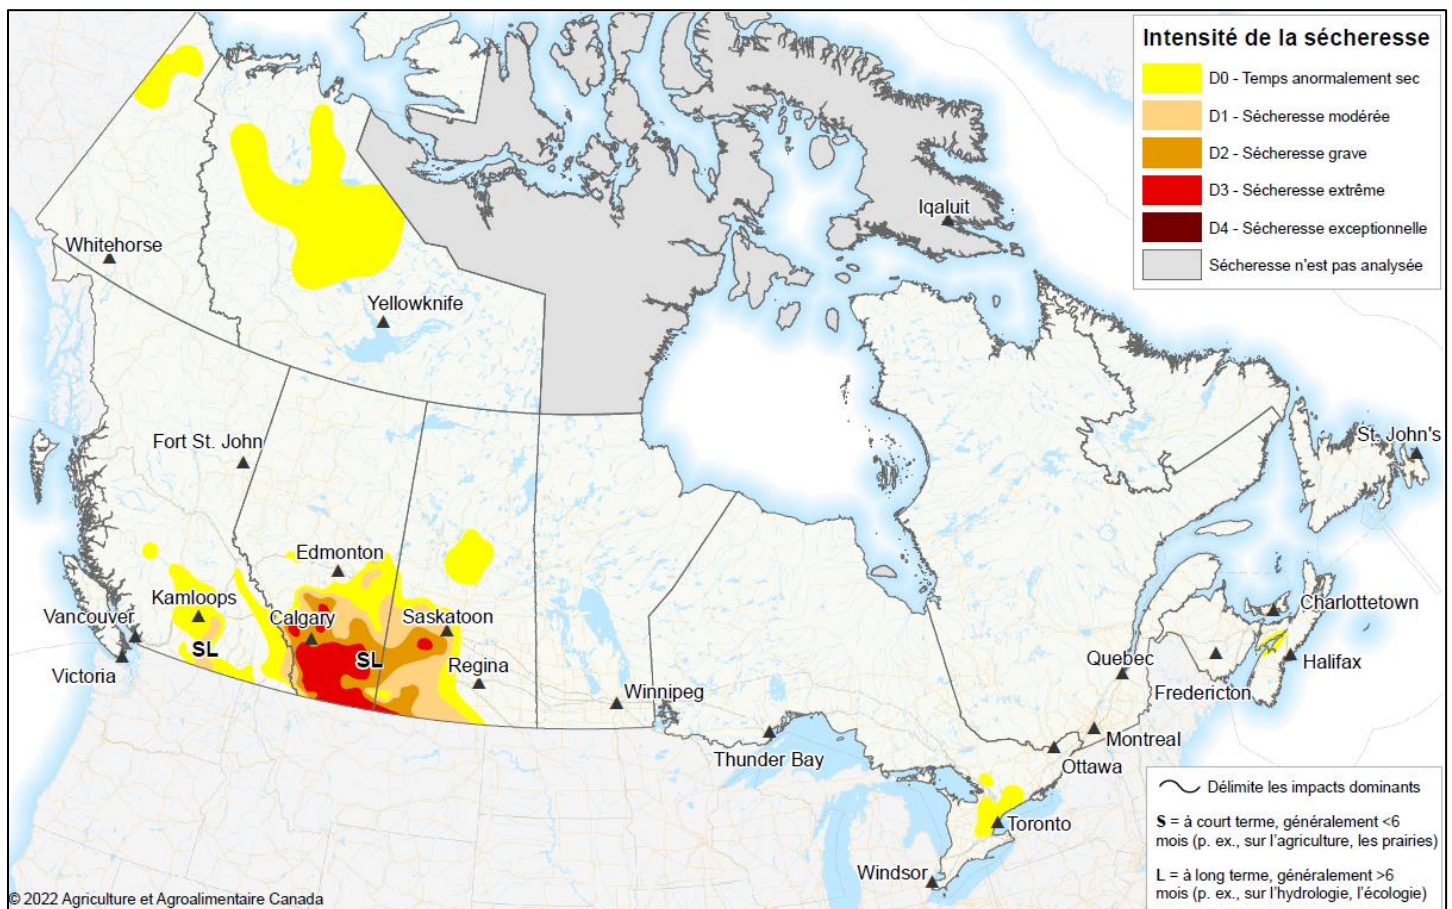 Intensité de la sécheresse
D0 - Temps anormalement sec
D1 - Sécheresse modérée
D2 - Sécheresse grave
D3 - Sécheresse extrême
D4 - Sécheresse exceptionnelle
Sécheresse n'est pas analysée
Iqaluit
Whitehorse
Yellowknife
Fort St. John
St. John's
Edmonton
Kamloops
Calgary
Saskatoon
Vancouver
Charlottetown
SL
SL
Victoria
Regina
Quebec
Halifax
Winnipeg
Fredericton
Thunder Bay
Montreal
Ottawa
Toronto
Windsor
Délimite les impacts dominants
S = à court terme, généralement <6
mois (p. ex., sur l'agriculture, les prairies)
L = à long terme, généralement >6
mois (p. ex., sur l'hydrologie, l'écologie)
© 2022 Agriculture et Agroalimentaire Canada